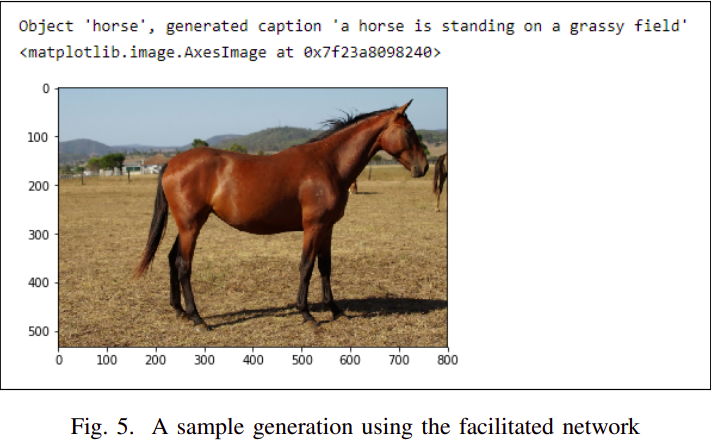 Object 'horse', generated caption 'a horse is standing on a grassy field'
<matplotlib.image.AxesImage at 0x7f23a8098240>
0
100
200
300
400
500
0 100 200 300 400 500 600 700 800
Fig. 5. A sample generation using the facilitated network